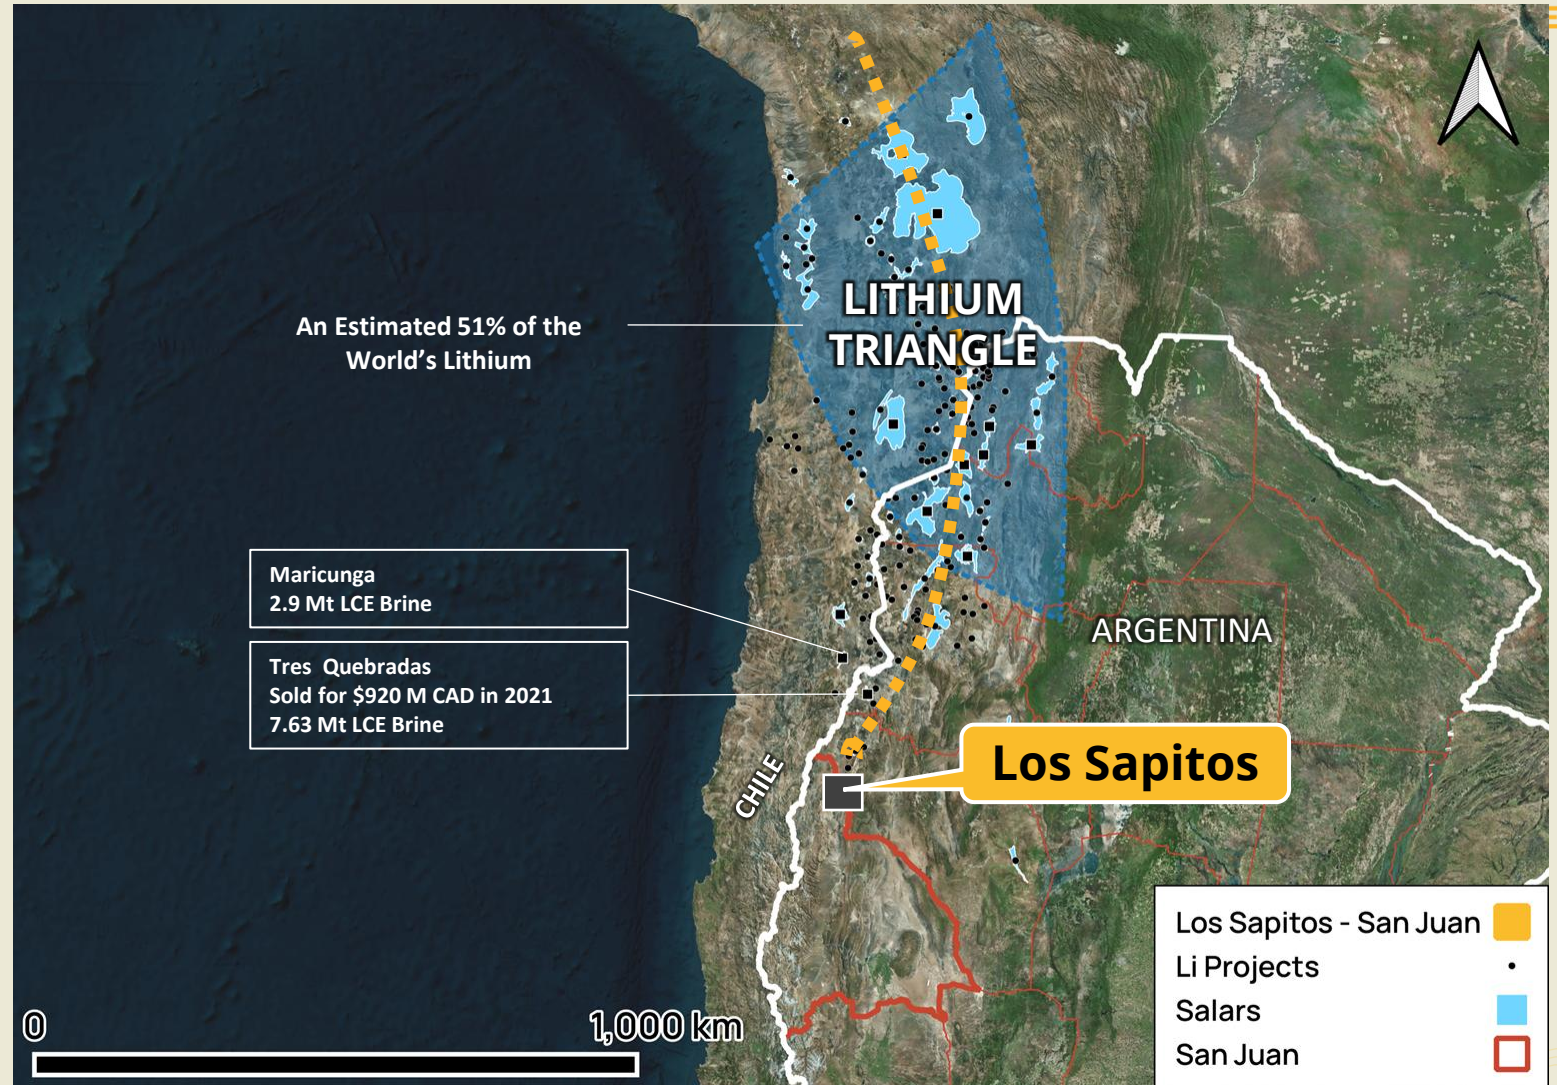 An Estimated 51% of the
World's Lithium
LITHIUM
TRIANGLE
Maricunga
2.9 Mt LCE Brine
Tres Quebradas
Sold for $920 M CAD in 2021
7.63 Mt LCE Brine
ARGENTINA
CHILE
Los Sapitos
0
1,000 km
Los Sapitos - San Juan
Li Projects
Salars
San Juan